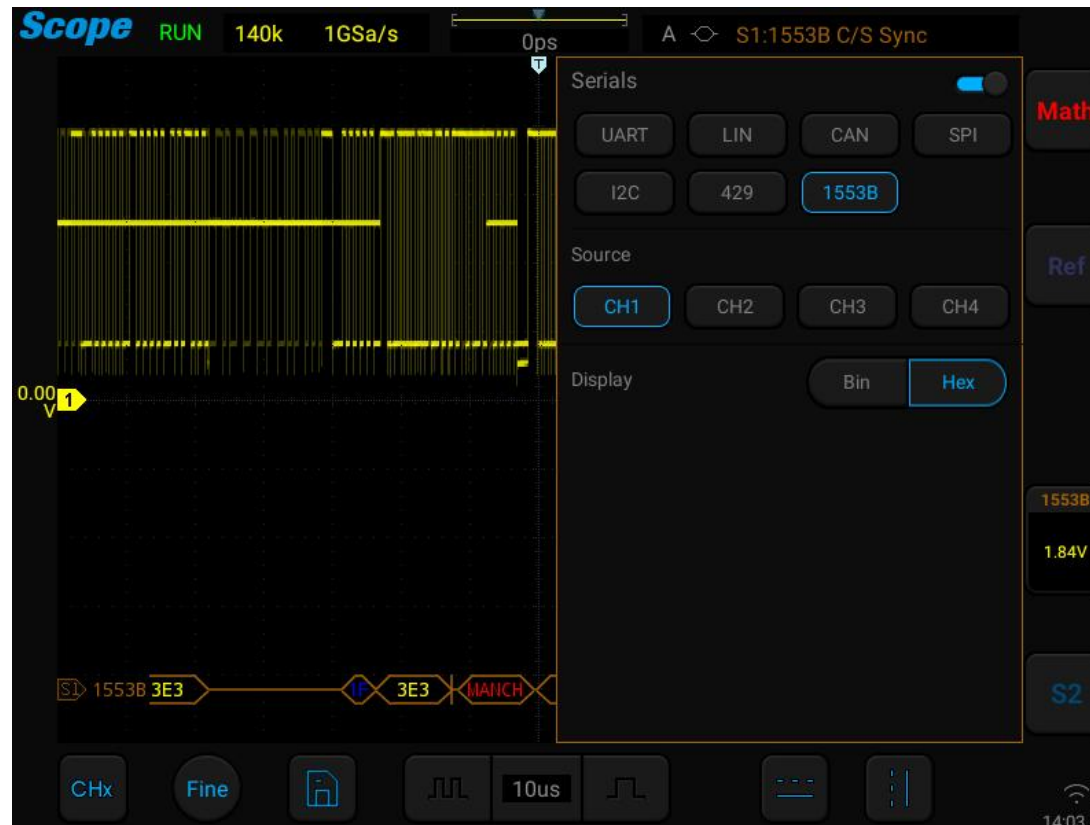 Scope RUN 140k 1GSa/s 0ps A S1:1553B C/S Sync
T
Serials
Math
UART LIN CAN SPI
I2C 429 1553B
Source
Ref
CH1 CH2 CH3 CH4
Display Bin Hex
0.00
V 1
1553B
1.84V
S1 1553B 3E3 1F 3E3 MANCH
S2
CHx Fine 10us
14:03